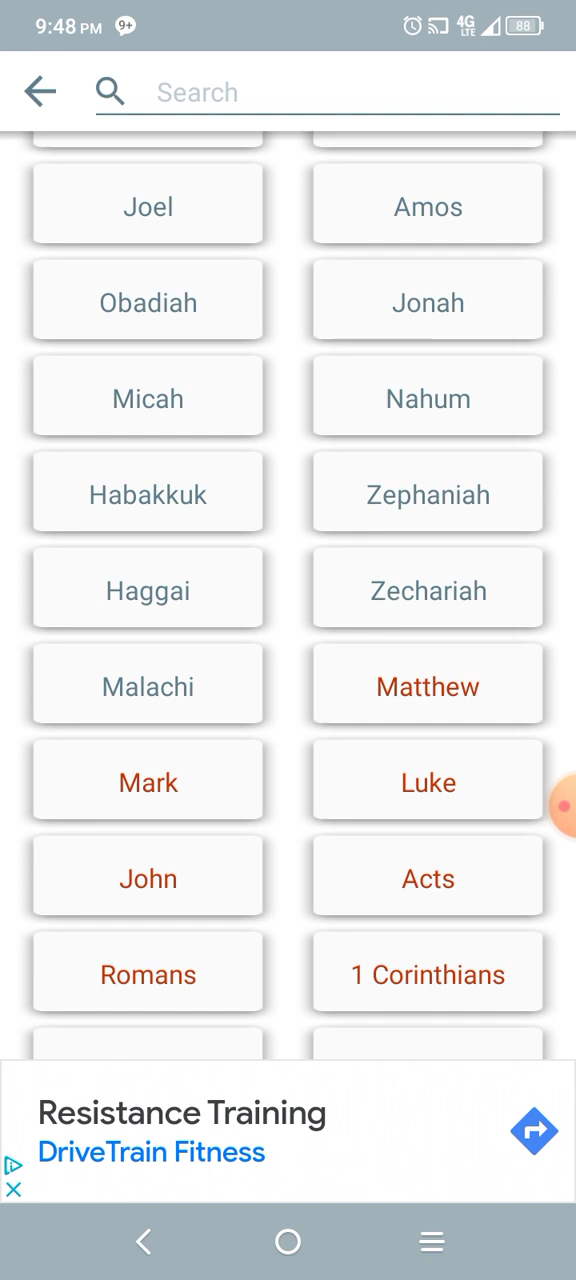 9:48 PM 9+ 4G LTE 88
Search
Joel Amos
Obadiah Jonah
Micah Nahum
Habakkuk Zephaniah
Haggai Zechariah
Malachi Matthew
Mark Luke
John Acts
Romans 1 Corinthians
Resistance Training
DriveTrain Fitness